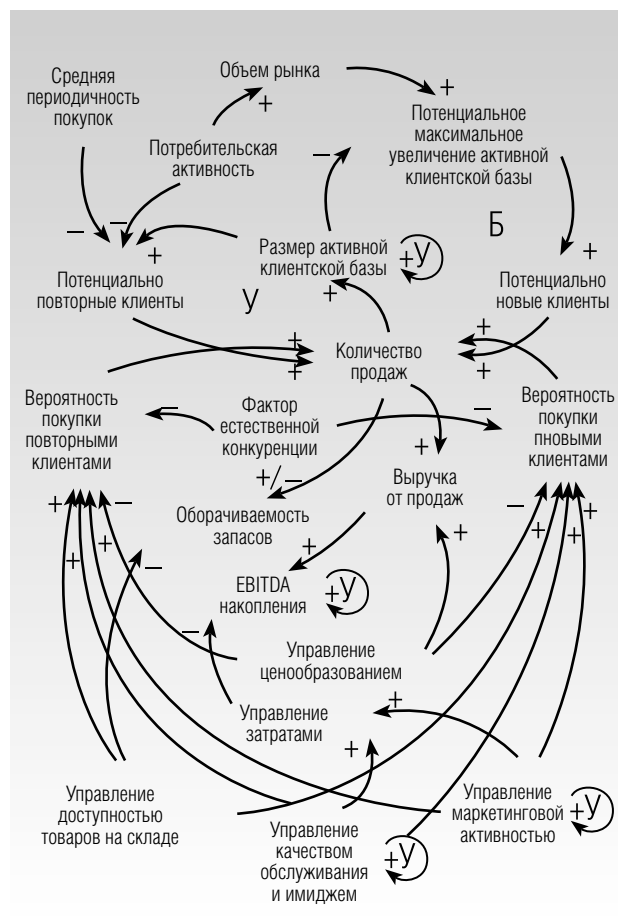 Средняя
периодичность
покупок
Объем рынка
+
+
Потенциальное
максимальное
увеличение активной
клиентской базы
Потребительская
активность
–
–
–
+
Размер активной
клиентской базы
+У
Б
+
Потенциально
повторные клиенты
У
+
Потенциально
новые клиенты
+
+
Количество
продаж
+
+
Вероятность
покупки
повторными
клиентами
–
Фактор
естественной
конкуренции
–
Вероятность
покупки
пновыми
клиентами
+
+/–
Выручка
от продаж
Оборачиваемость
запасов
+
–
+
+
–
+
+
+
+
+
–
EBITDA
накопления
+У
–
Управление
ценообразованием
+
Управление
затратами
+
Управление
доступностью
товаров на складе
Управление
качеством
обслуживания
и имиджем
+У
Управление
маркетинговой
активностью
+У